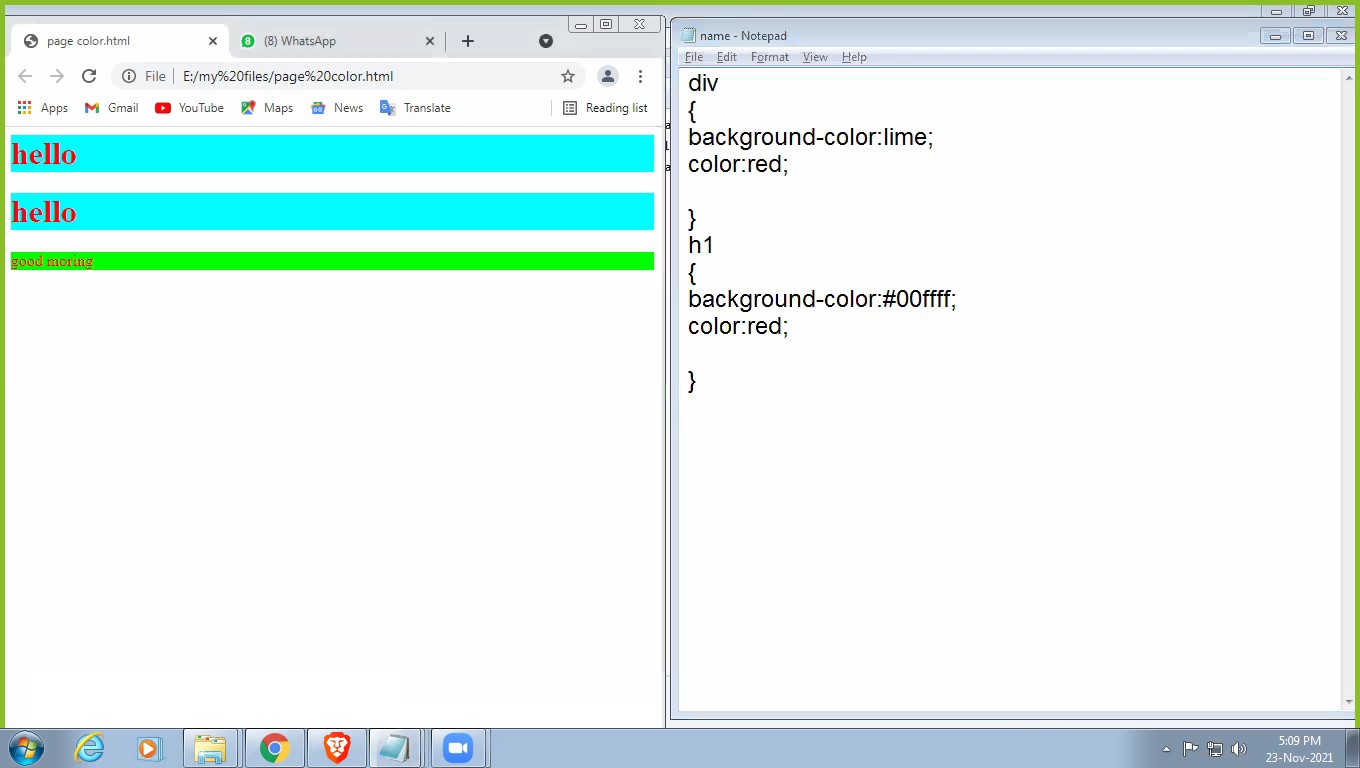 page color.html
(8) WhatsApp
File
E:/my%20files/page%20color.html
Apps
Gmail
YouTube
Maps
News
Translate
Reading list
hello
hello
good moring
name - Notepad
File Edit Format View Help
div
{
background-color:lime;
color:red;
}
h1
{
background-color:#00ffff;
color:red;
}
5:09 PM
23-Nov-2021